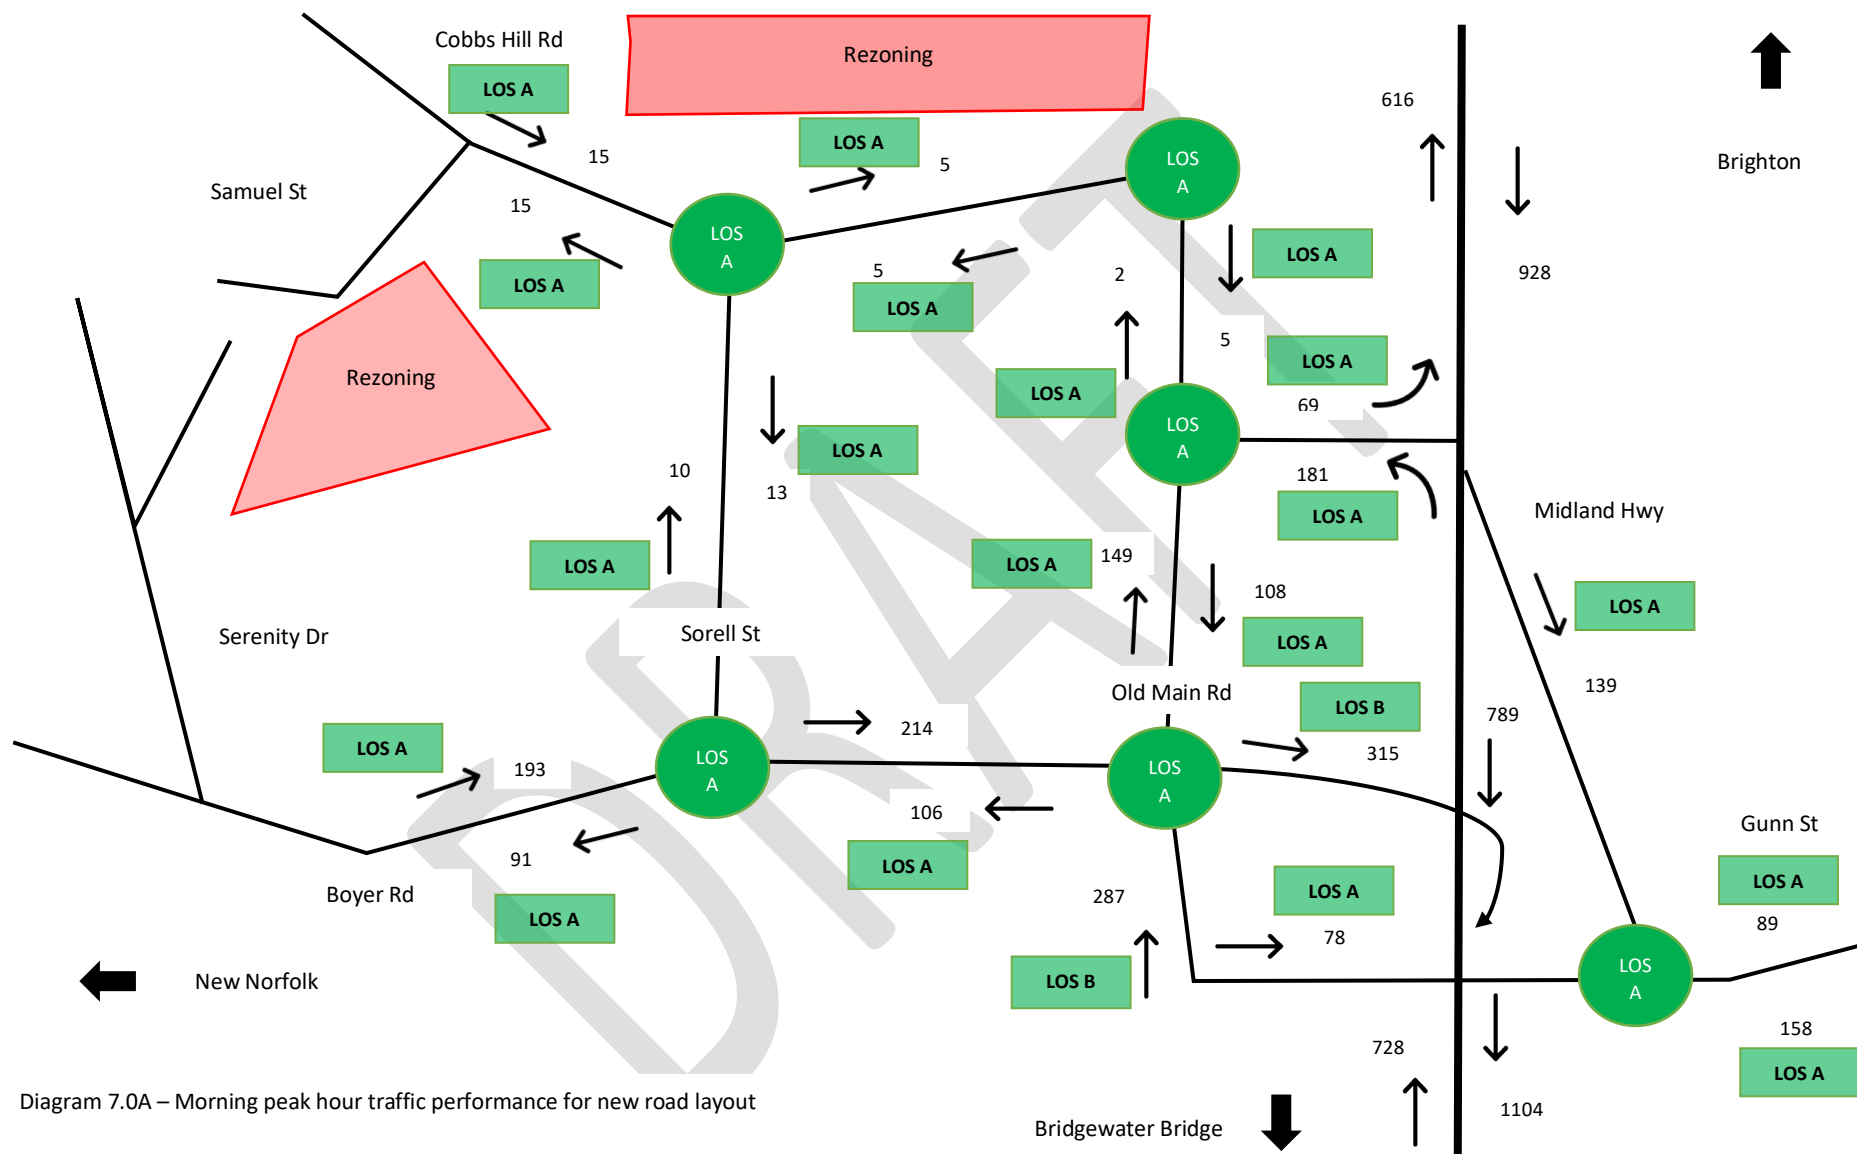 Cobbs Hill Rd
Rezoning
LOS A
616
LOS A
15
5
Brighton
LOS
A
Samuel St
15
LOS
A
LOS A
928
5
2
LOS A
LOS A
5
LOS A
Rezoning
LOS A
69
LOS
A
LOS A
10
13
181
LOS A
Midland Hwy
LOS A
LOS A
149
108
LOS A
Serenity Dr
Sorell St
LOS A
139
Old Main Rd
LOS B
789
LOS A
214
315
193
LOS
A
LOS
A
106
Gunn St
91
LOS A
LOS A
LOS A
Boyer Rd
287
LOS A
89
78
New Norfolk
LOS B
LOS
A
158
728
LOS A
Diagram 7.0A – Morning peak hour traffic performance for new road layout
1104
Bridgewater Bridge
DRAFT